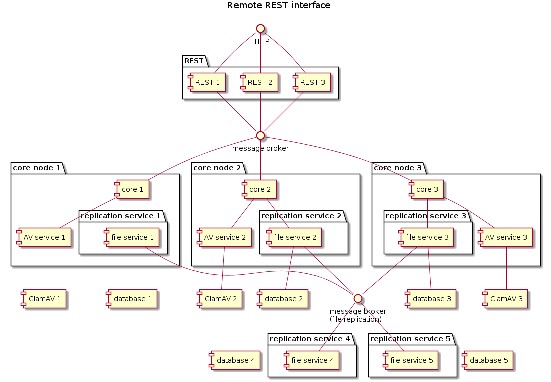 Remote REST interface
REST
REST 1
REST 2
REST 3
message broker
core node 1
core node 2
core node 3
core 1
core 2
core 3
replication service 1
replication service 2
replication service 3
AV service 1
file service 1
AV service 2
file service 2
file service 3
AV service 3
ClamAV 1
database 1
ClamAV 2
database 2
database 3
ClamAV 3
message broker
(filereplication)
replication service 4
replication service 5
database 4
file service 4
file service 5
database 5